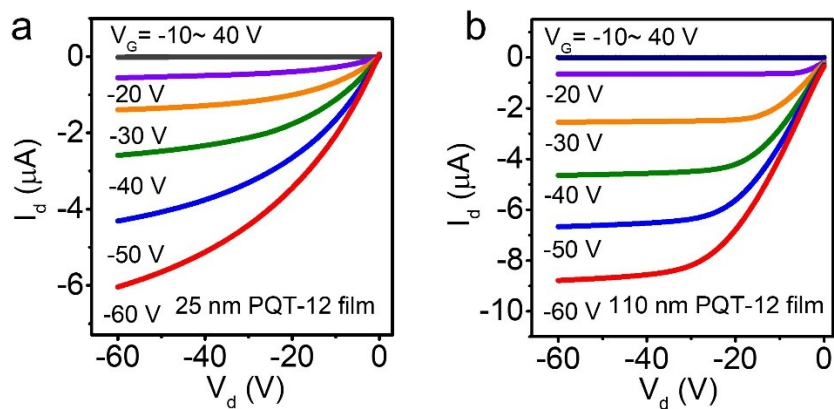 a
V_G= -10~ 40 V
0
-20 V
-2
-30 V
-40 V
-4
-50 V
-6
-60 V
25 nm PQT-12 film
I_d (μA)
-60
-40
-20
0
V_d (V)
b
V_G= -10~ 40 V
0
-20 V
-2
-30 V
-4
-40 V
-6
-50 V
-8
-60 V
110 nm PQT-12 film
-10
I_d (μA)
-60
-40
-20
0
V_d (V)